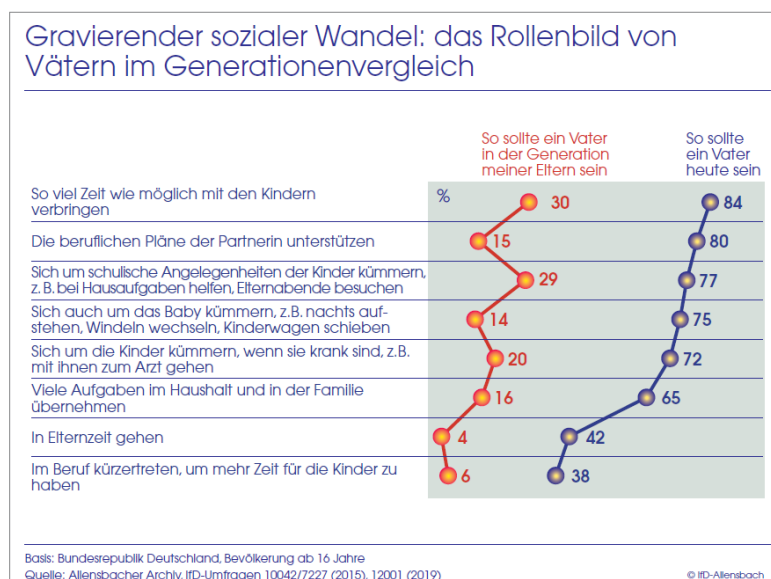 Gravierender sozialer Wandel: das Rollenbild von
Vätern im Generationenvergleich
So sollte ein Vater
in der Generation
meiner Eltern sein
So sollte
ein Vater
heute sein
%
So viel Zeit wie möglich mit den Kindern
verbringen
30
84
Die beruflichen Pläne der Partnerin unterstützen
15
80
Sich um schulische Angelegenheiten der Kinder kümmern,
z. B. bei Hausaufgaben helfen, Elternabende besuchen
29
77
Sich auch um das Baby kümmern, z.B. nachts auf-
stehen, Windeln wechseln, Kinderwagen schieben
14
75
Sich um die Kinder kümmern, wenn sie krank sind, z.B.
mit ihnen zum Arzt gehen
20
72
Viele Aufgaben im Haushalt und in der Familie
übernehmen
16
65
In Elternzeit gehen
4
42
Im Beruf kürzertreten, um mehr Zeit für die Kinder zu
haben
6
38
Basis: Bundesrepublik Deutschland, Bevölkerung ab 16 Jahre
Quelle: Allensbacher Archiv, IfD-Umfragen 10042/7227 (2015), 12001 (2019)
© IfD-Allensbach